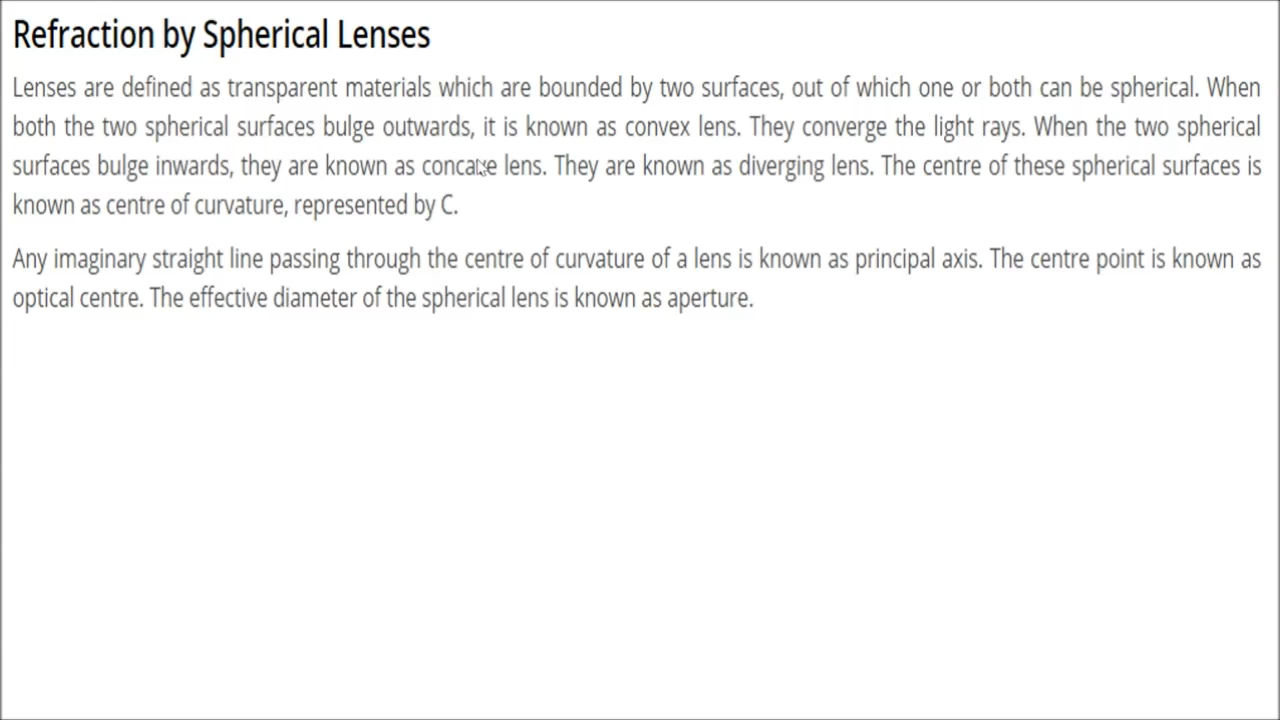 Refraction by Spherical Lenses
Lenses are defined as transparent materials which are bounded by two surfaces, out of which one or both can be spherical. When
both the two spherical surfaces bulge outwards, it is known as convex lens. They converge the light rays. When the two spherical
surfaces bulge inwards, they are known as concave lens. They are known as diverging lens. The centre of these spherical surfaces is
known as centre of curvature, represented by C.
Any imaginary straight line passing through the centre of curvature of a lens is known as principal axis. The centre point is known as
optical centre. The effective diameter of the spherical lens is known as aperture.